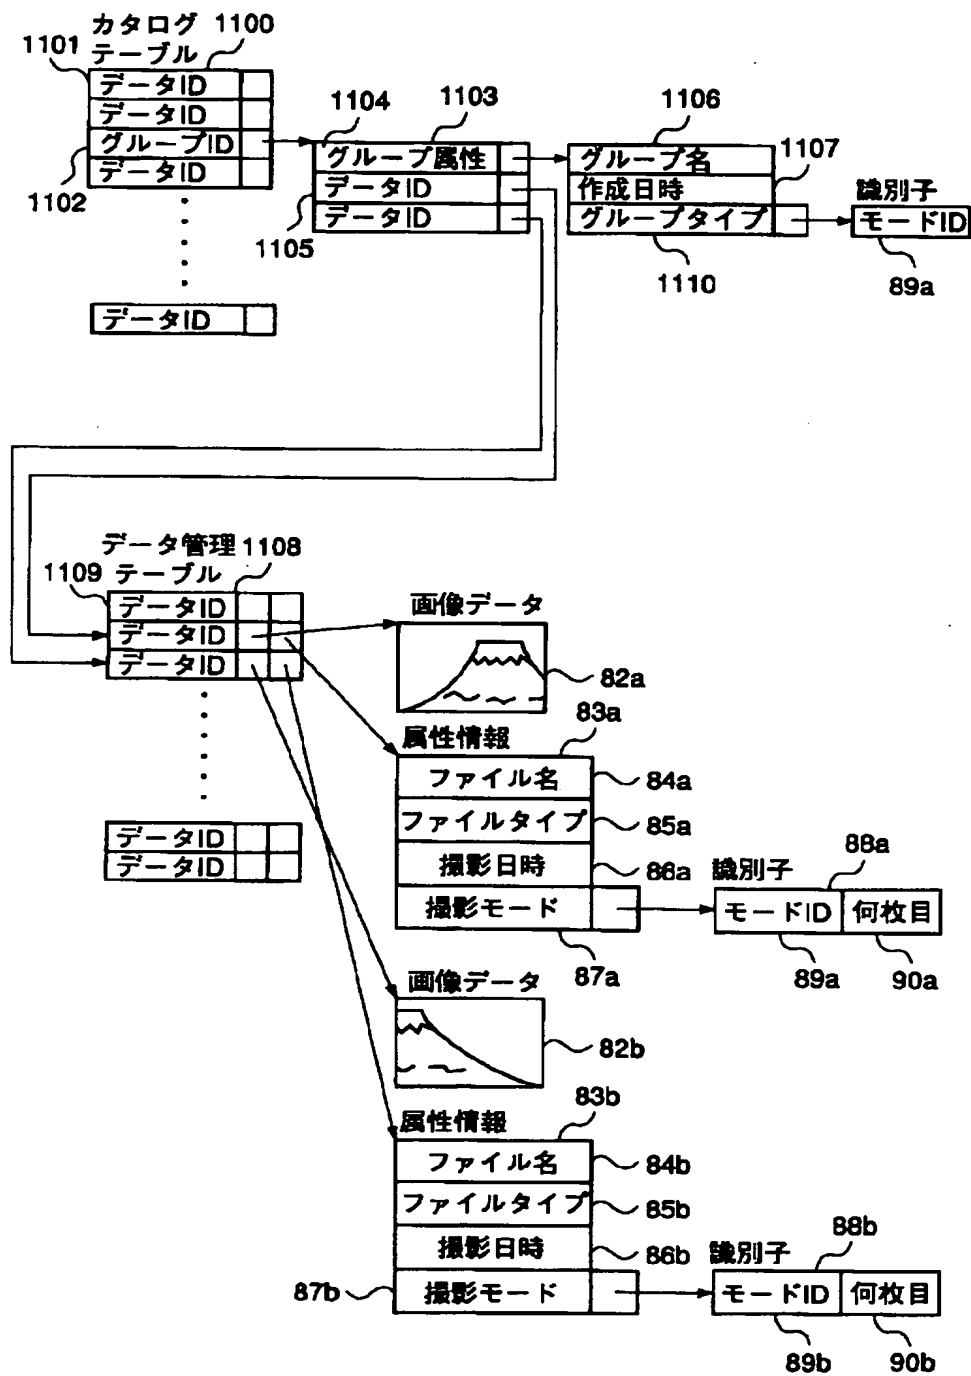 カタログ 1100
1101 テーブル
データID
データID
グループID
データID
1102
データID
1104 1103
グループ属性
データID
データID
1105
1106
1107
グループ名
作成日時
グループタイプ
1110
識別子
モードID
89a
データ管理 1108
1109 テーブル
データID
データID
データID
データID
データID
画像データ
82a
83a
属性情報
ファイル名 84a
ファイルタイプ 85a
撮影日時 86a
撮影モード
87a
88a
識別子
モードID 何枚目
89a 90a
画像データ
82b
83b
属性情報
ファイル名 84b
ファイルタイプ 85b
撮影日時 86b
87b 撮影モード
88b
識別子
モードID 何枚目
89b 90b